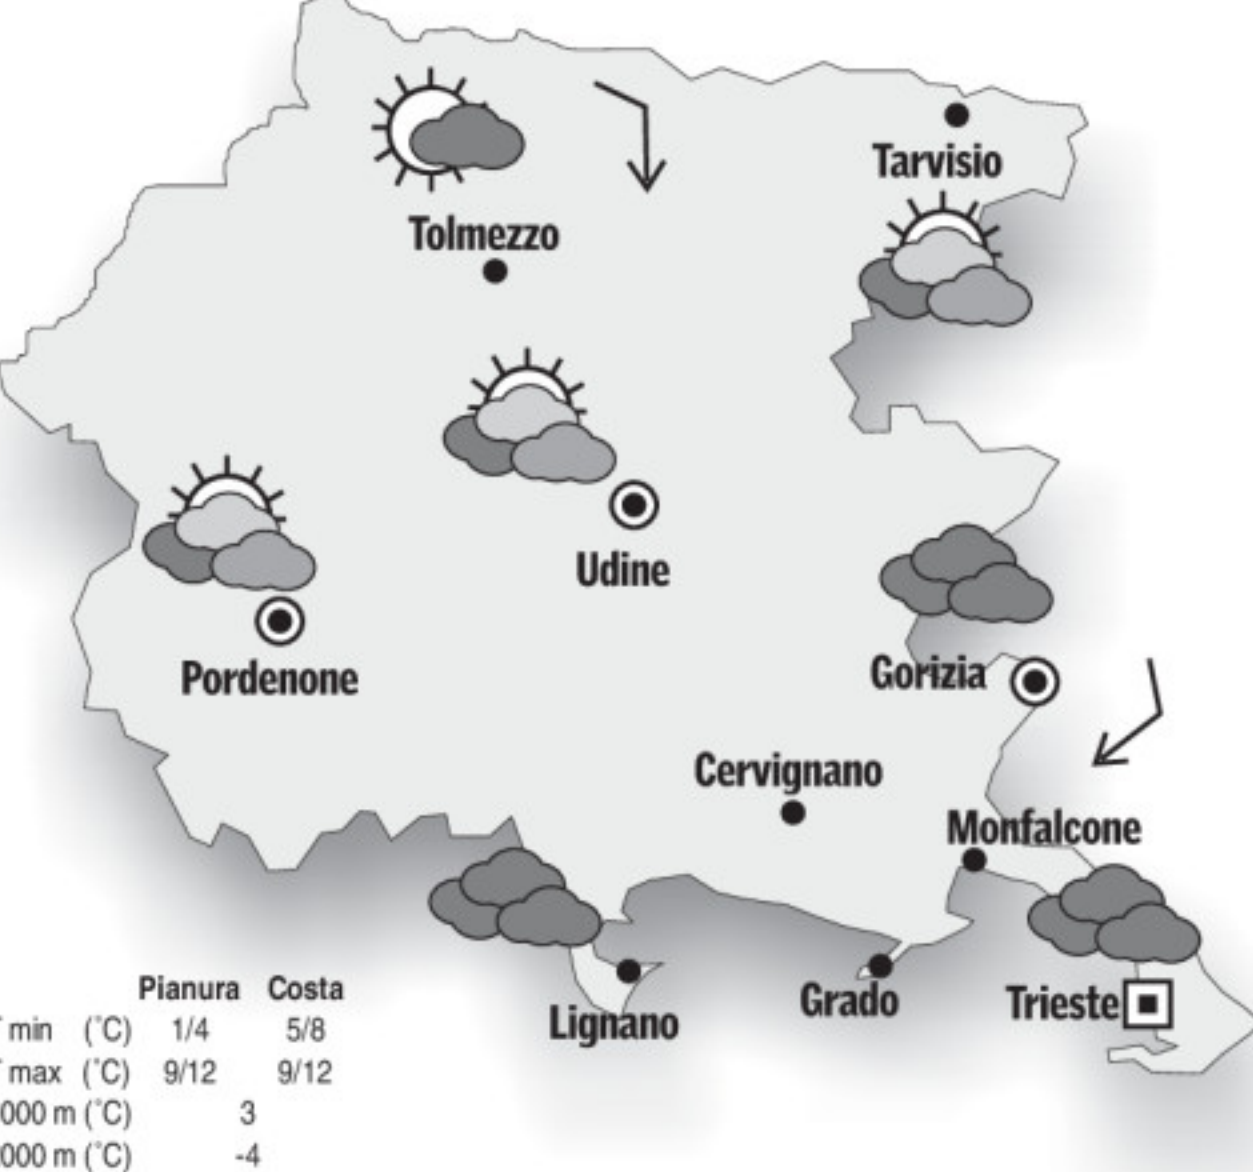 Tarvisio
Tolmezzo
Udine
Pordenone
Gorizia
Cervignano
Monfalcone
Lignano
Grado
Trieste
Pianura Costa
min (°C) 1/4 5/8
max (°C) 9/12 9/12
000 m (°C) 3
000 m (°C) -4